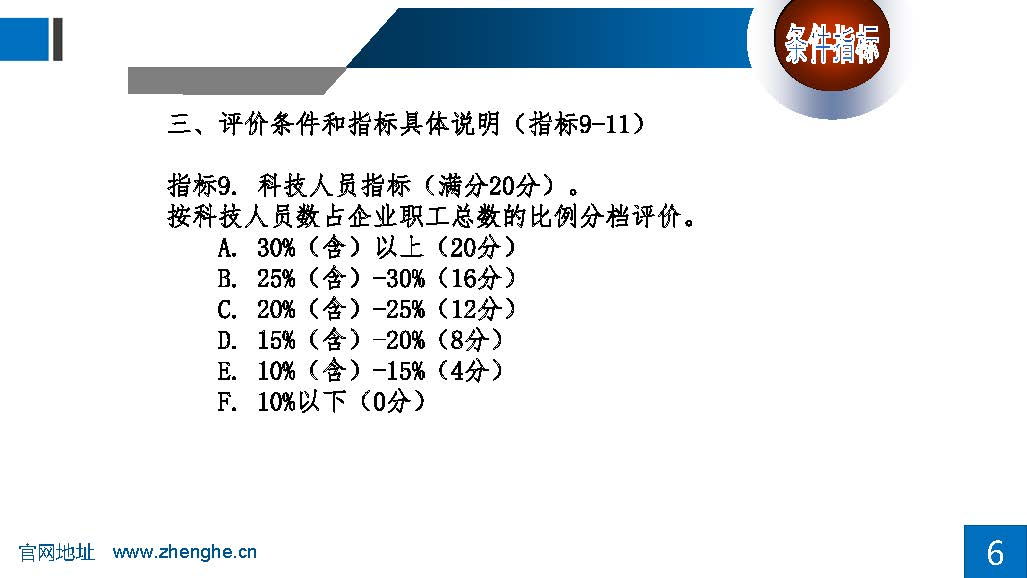 条件指标
三、评价条件和指标具体说明（指标9-11）
指标9. 科技人员指标（满分20分）。
按科技人员数占企业职工总数的比例分档评价。
A. 30%（含）以上（20分）
B. 25%（含）-30%（16分）
C. 20%（含）-25%（12分）
D. 15%（含）-20%（8分）
E. 10%（含）-15%（4分）
F. 10%以下（0分）
官网地址 www.zhenghe.cn
6